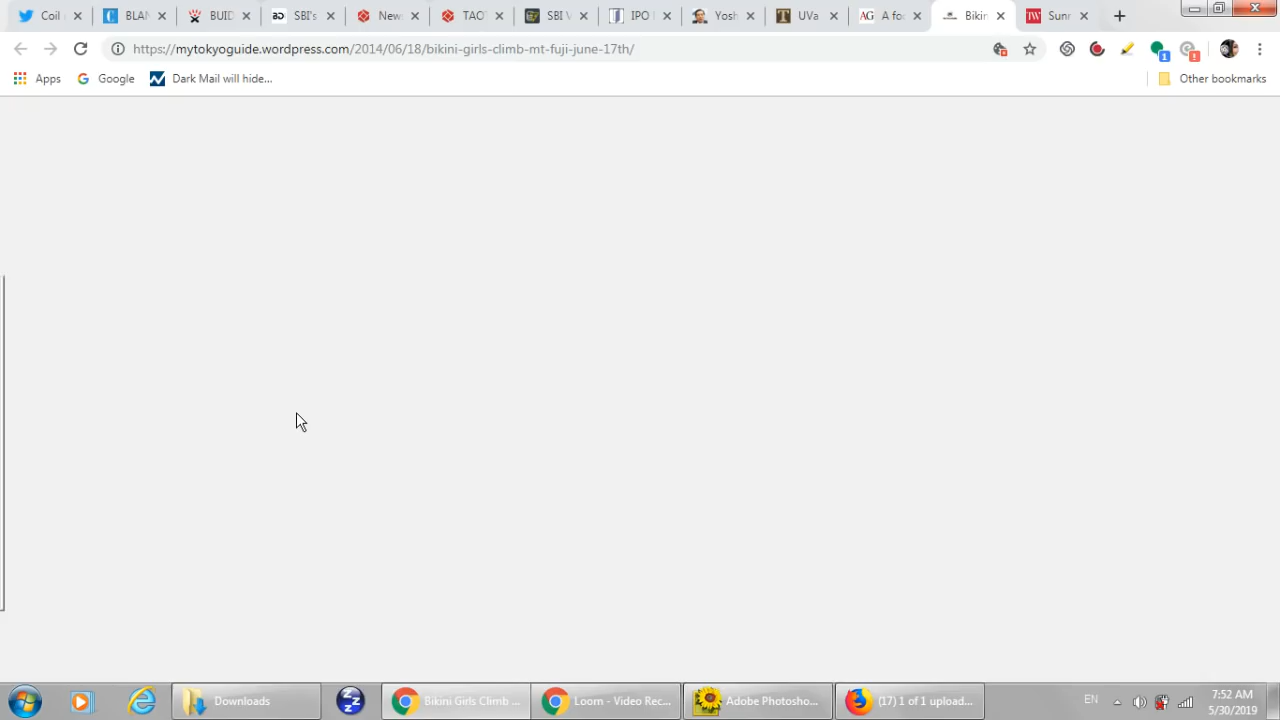 Coil BLAN BUID SBI's New TAO SBI IPO Yosh UVa A foc Bikin Sunn
https://mytokyoguide.wordpress.com/2014/06/18/bikini-girls-climb-mt-fuji-june-17th/
Apps Google Dark Mail will hide... Other bookmarks
Downloads Bikini Girls Climb ... Loom - Video Rec... Adobe Photosho... (17) 1 of 1 upload... EN 7:52 AM
5/30/2019